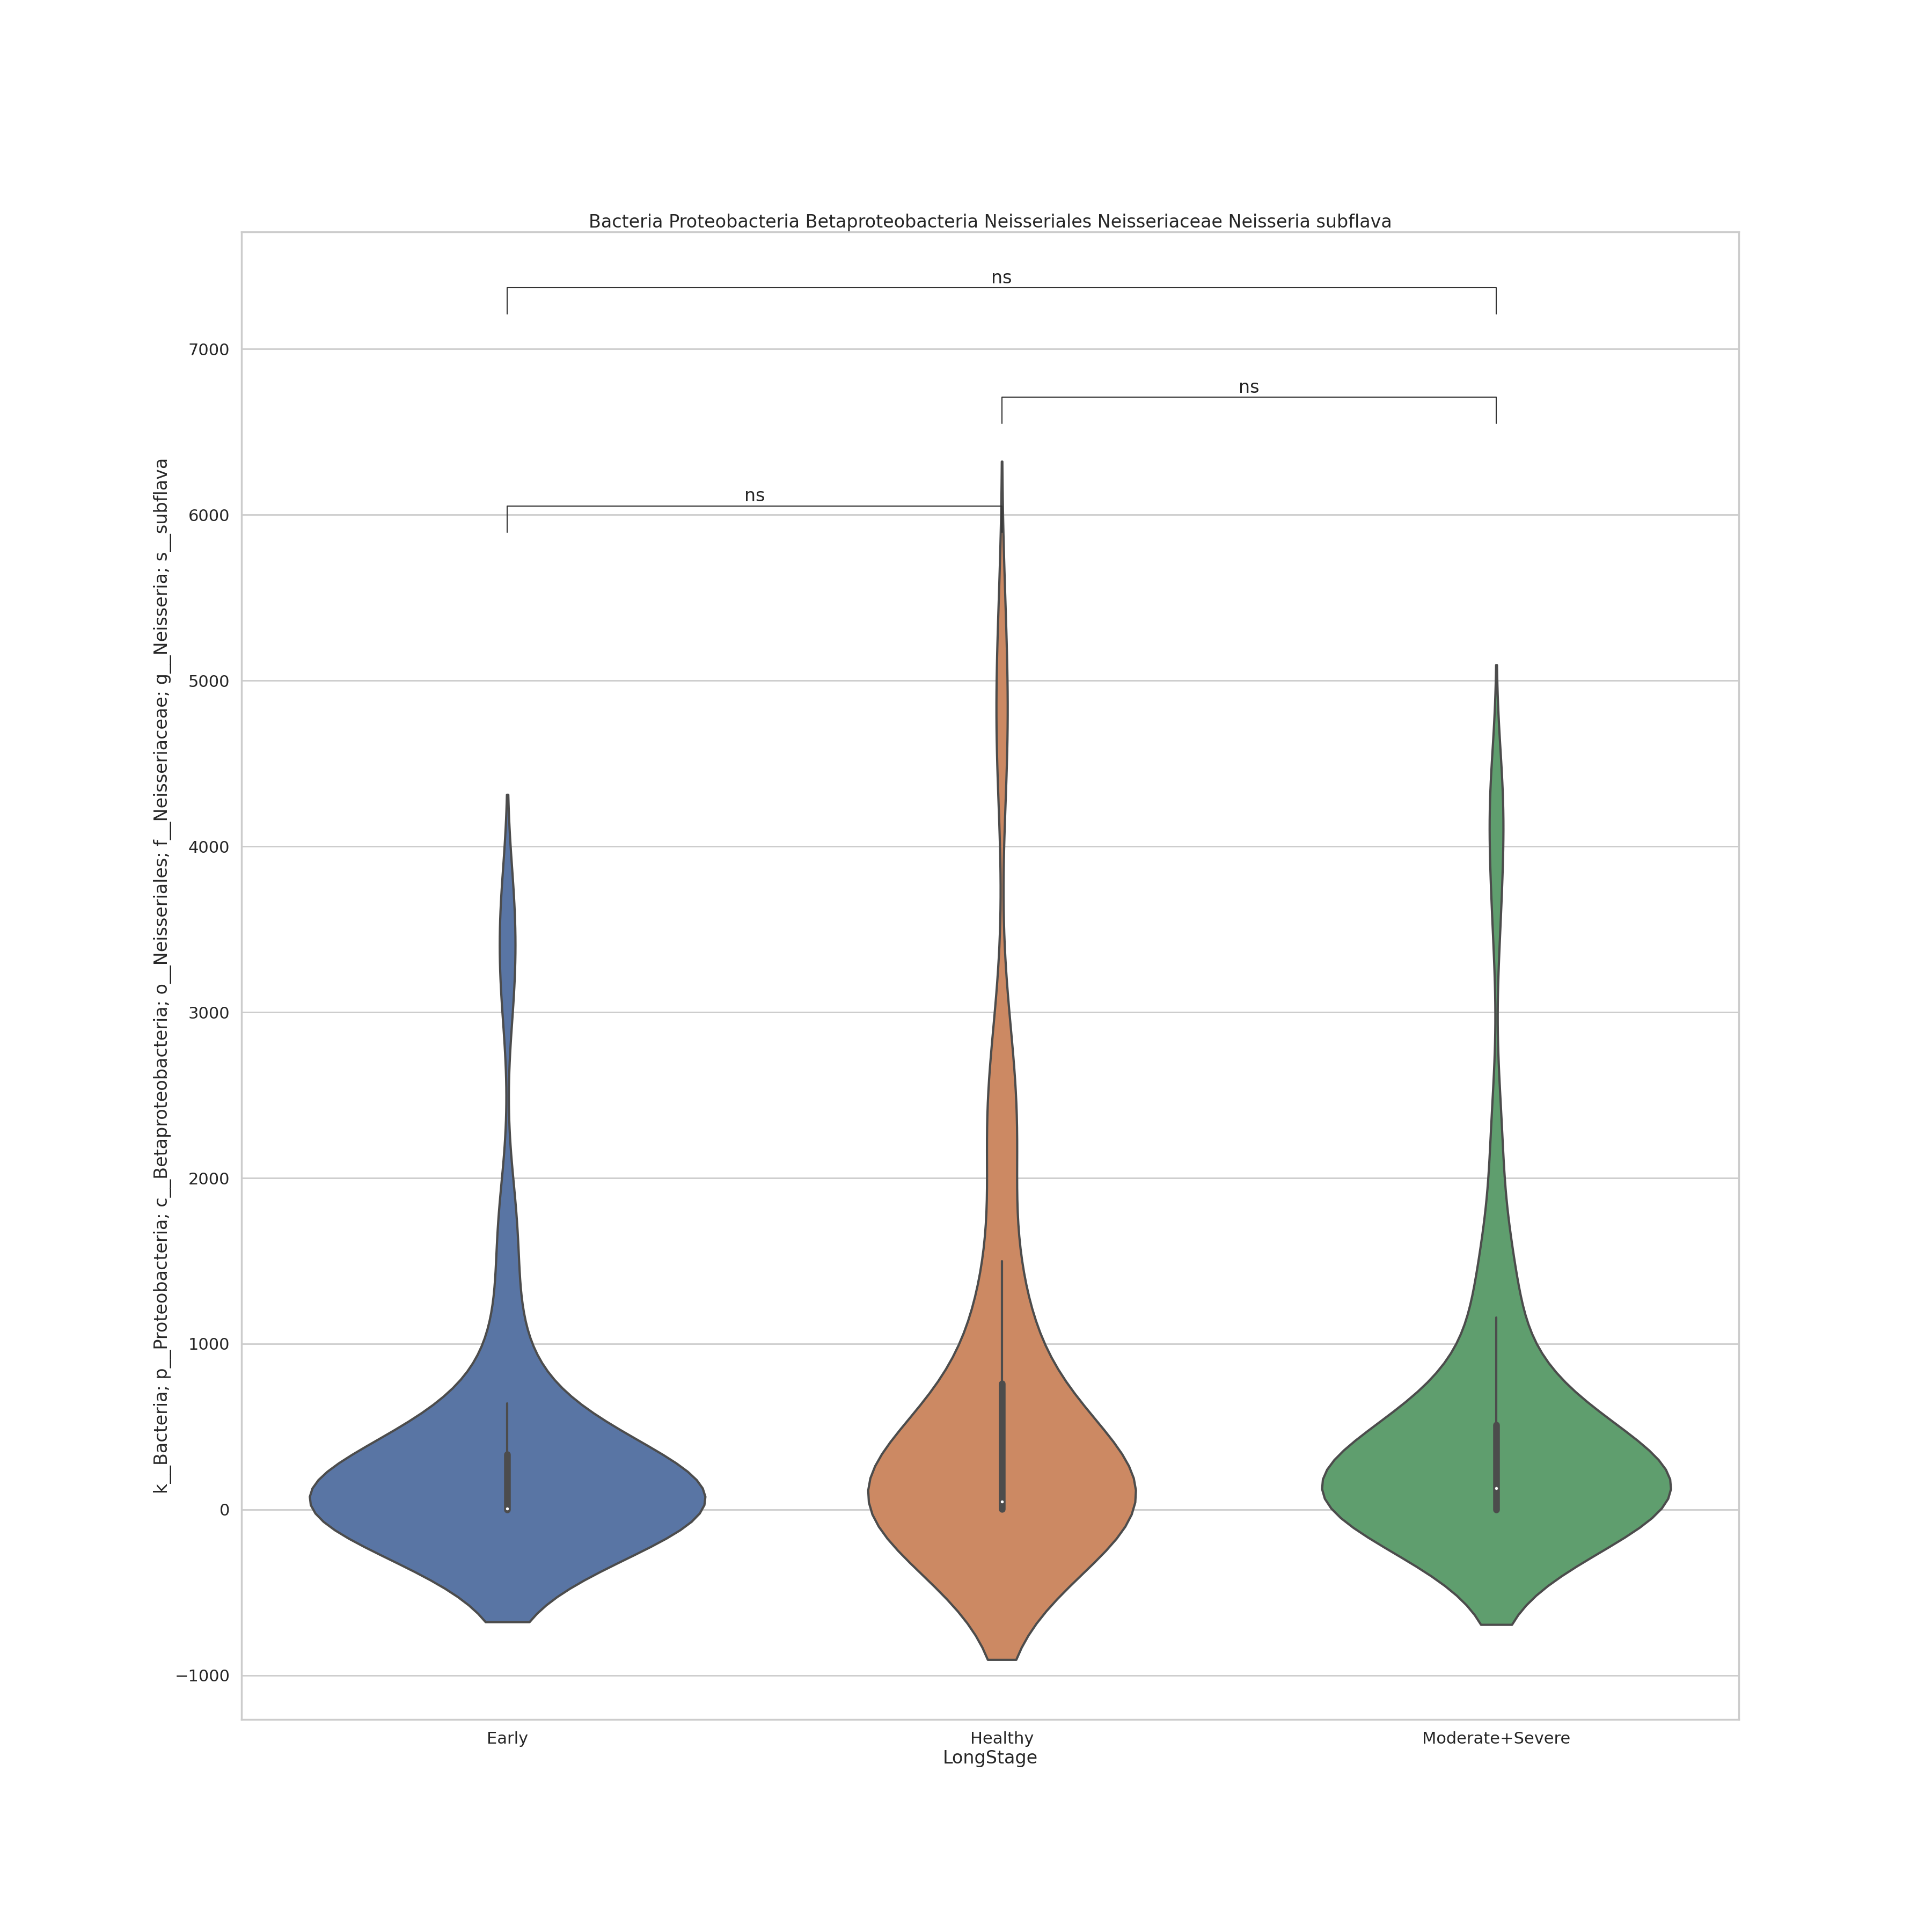 Bacteria Proteobacteria Betaproteobacteria Neisseriales Neisseriaceae Neisseria subflava
ns
ns
ns
7000
6000
5000
4000
3000
2000
1000
0
−1000
k__Bacteria; p__Proteobacteria; c__Betaproteobacteria; o__Neisseriales; f__Neisseriaceae; g__Neisseria; s__subflava
Early
Healthy
Moderate+Severe
LongStage